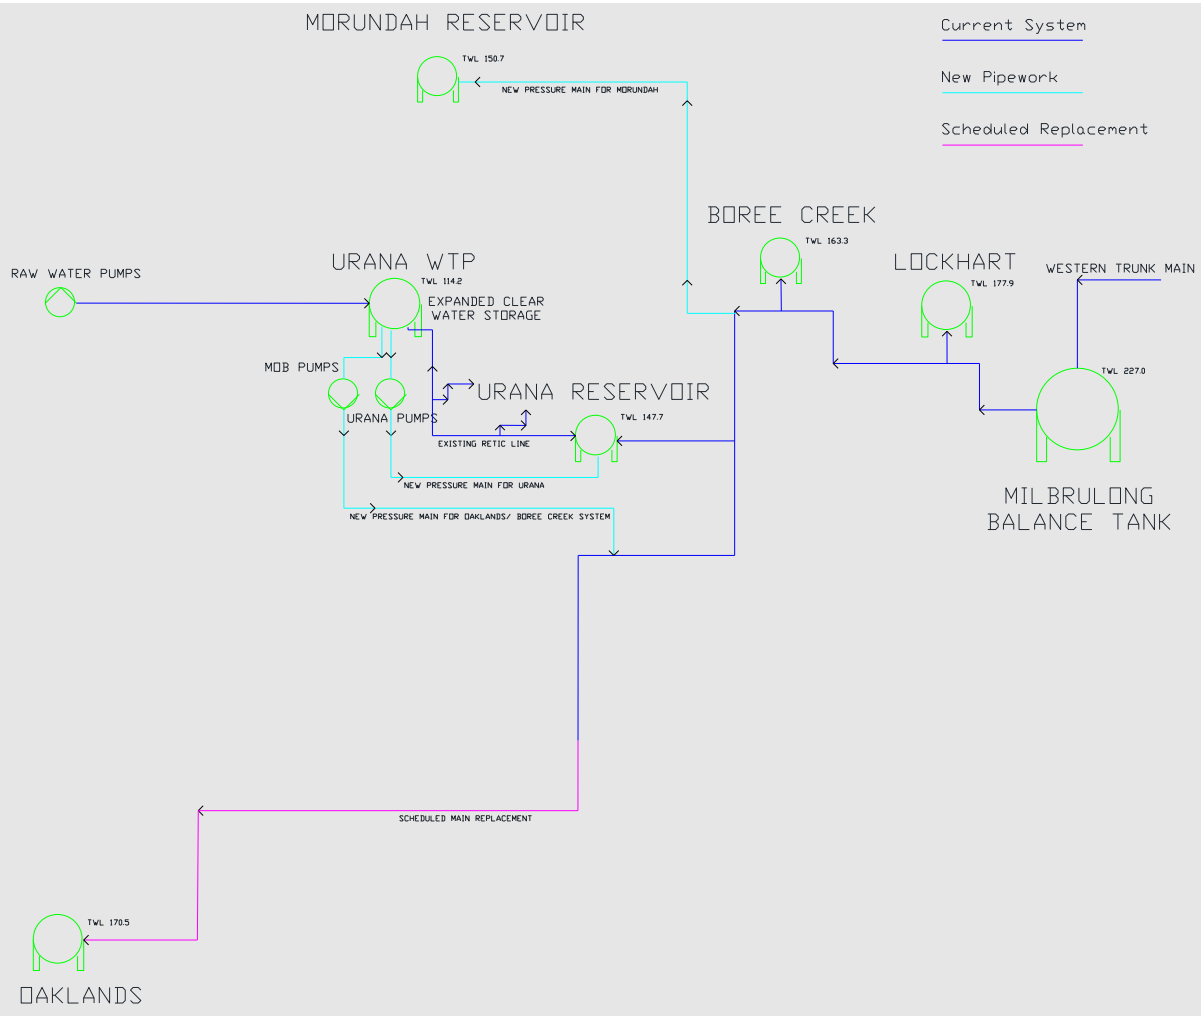 MORUNDAH RESERVOIR
Current System
TWL 150.7
New Pipework
NEW PRESSURE MAIN FOR MORUNDAH
Scheduled Replacement
BOREE CREEK
TWL 163.3
URANA WTP
LOCKHART
RAW WATER PUMPS
WESTERN TRUNK MAIN
TWL 114.2
TWL 177.9
EXPANDED CLEAR
WATER STORAGE
MOB PUMPS
TWL 227.0
URANA RESERVOIR
URANA PUMPS
TWL 147.7
EXISTING RETIC LINE
NEW PRESSURE MAIN FOR URANA
MILBRULONG
BALANCE TANK
NEW PRESSURE MAIN FOR OAKLANDS/ BOREE CREEK SYSTEM
SCHEDULED MAIN REPLACEMENT
TWL 170.5
OAKLANDS